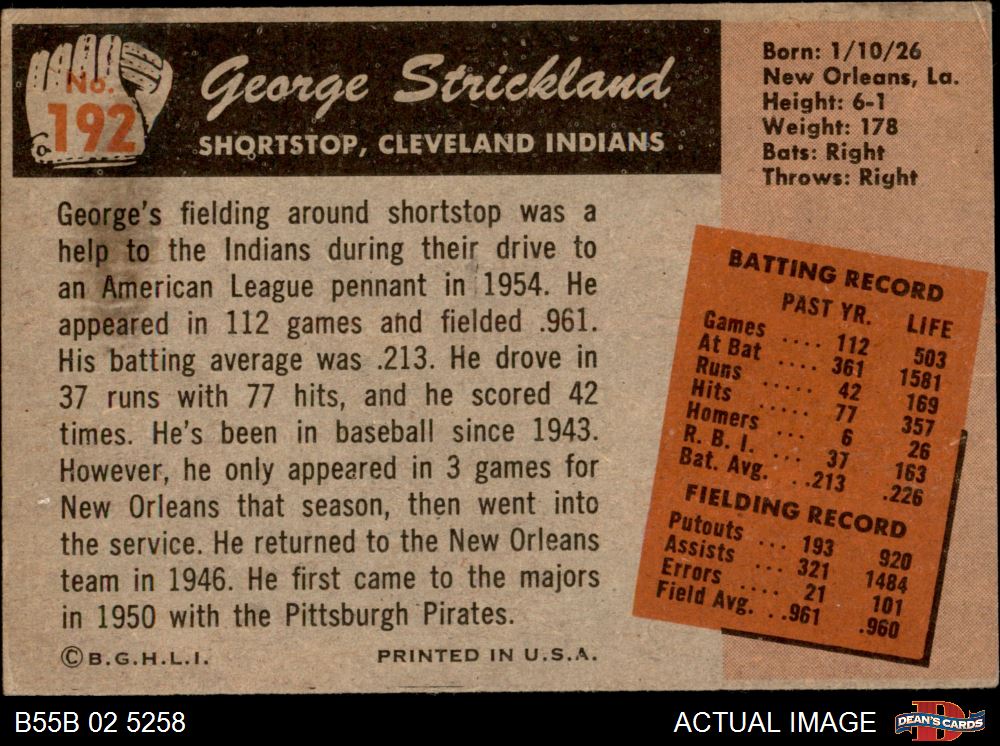 No.
192
George Strickland
SHORTSTOP, CLEVELAND INDIANS
Born: 1/10/26
New Orleans, La.
Height: 6-1
Weight: 178
Bats: Right
Throws: Right
George's fielding around shortstop was a
help to the Indians during their drive to
an American League pennant in 1954. He
appeared in 112 games and fielded .961.
His batting average was .213. He drove in
37 runs with 77 hits, and he scored 42
times. He's been in baseball since 1943.
However, he only appeared in 3 games for
New Orleans that season, then went into
the service. He returned to the New Orleans
team in 1946. He first came to the majors
in 1950 with the Pittsburgh Pirates.
BATTING RECORD
PAST YR. LIFE
Games .... 112 503
At Bat .... 361 1581
Runs ..... 42 169
Hits ..... 77 357
Homers ... 6 26
R. B. I. ... 37 163
Bat. Avg. ..213 .226
FIELDING RECORD
Putouts ... 193 920
Assists ... 321 1484
Errors .... 21 101
Field Avg. ..961 .960
©B.G.H.L.I. PRINTED IN U.S.A.
B55B 02 5258 ACTUAL IMAGE
D
DEAN'S CARDS